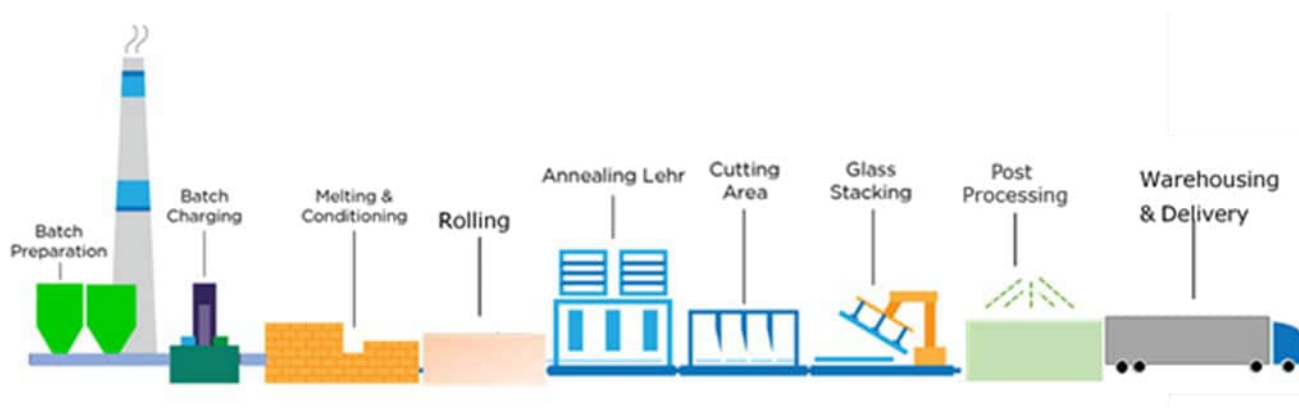 Batch
Preparation
Batch
Charging
Melting &
Conditioning
Rolling
Annealing Lehr
Cutting
Area
Glass
Stacking
Post
Processing
Warehousing
& Delivery